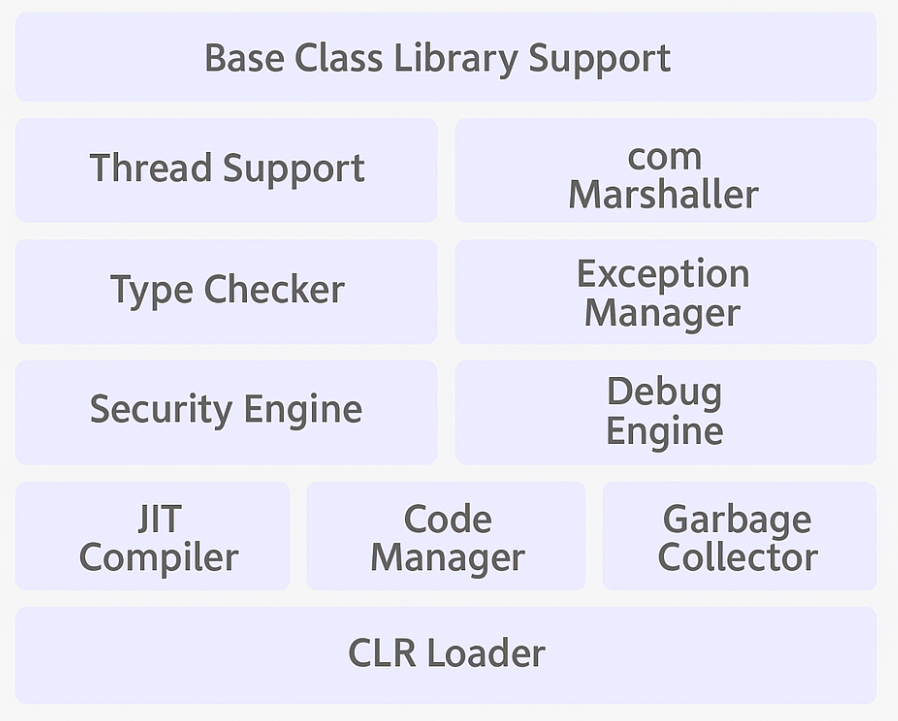 Base Class Library Support
Thread Support
com
Marshaller
Type Checker
Exception
Manager
Security Engine
Debug
Engine
JIT
Compiler
Code
Manager
Garbage
Collector
CLR Loader